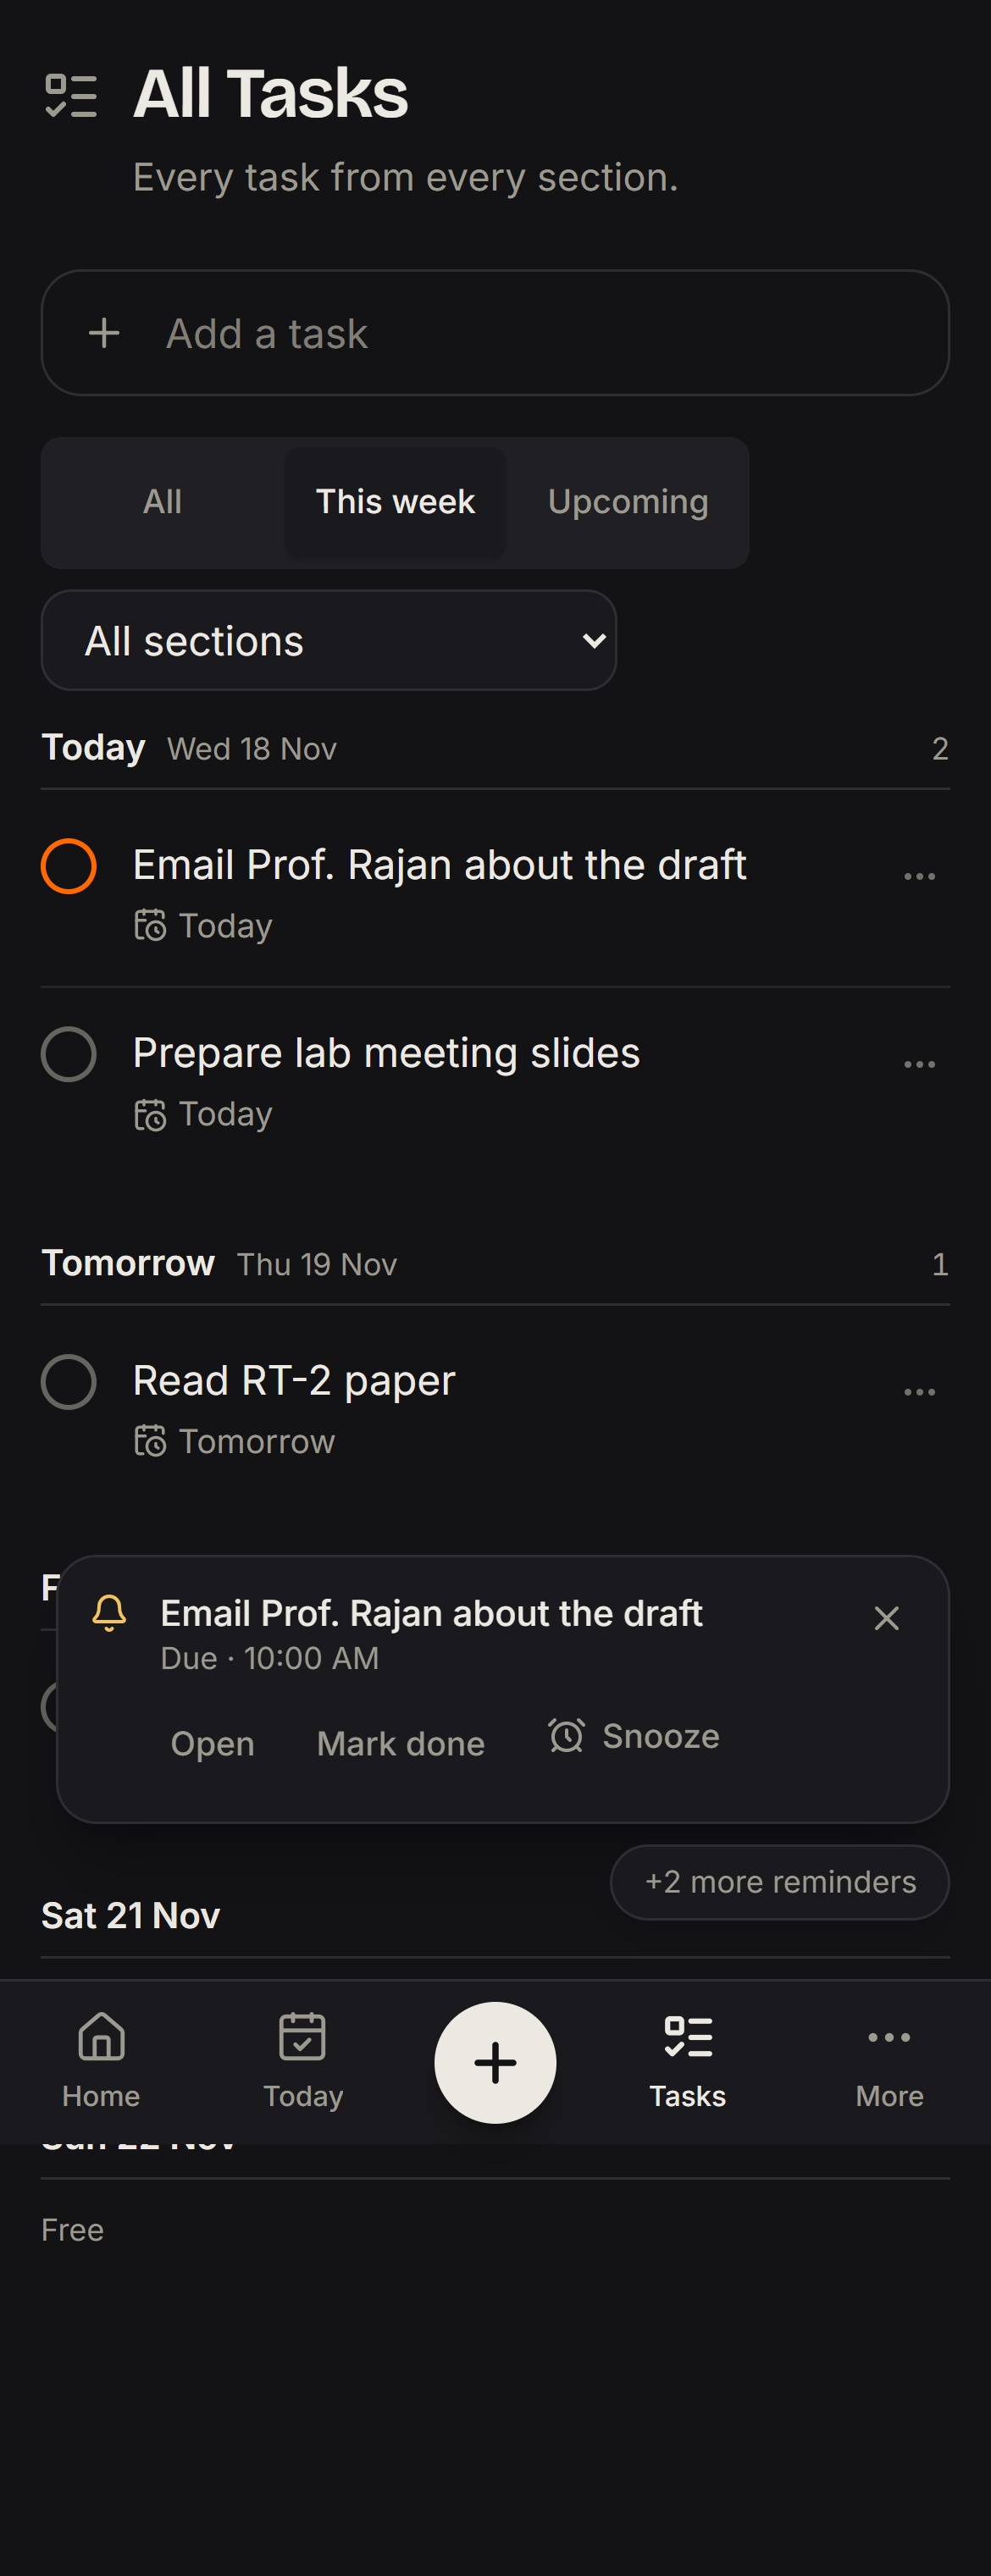 All Tasks
Every task from every section.
Add a task
All
This week
Upcoming
All sections
Today Wed 18 Nov 2
Email Prof. Rajan about the draft
Today
Prepare lab meeting slides
Today
Tomorrow Thu 19 Nov 1
Read RT-2 paper
Tomorrow
Email Prof. Rajan about the draft
Due · 10:00 AM
Open
Mark done
Snooze
+2 more reminders
Sat 21 Nov
Home
Today
Tasks
More
Sun 22 Nov
Free